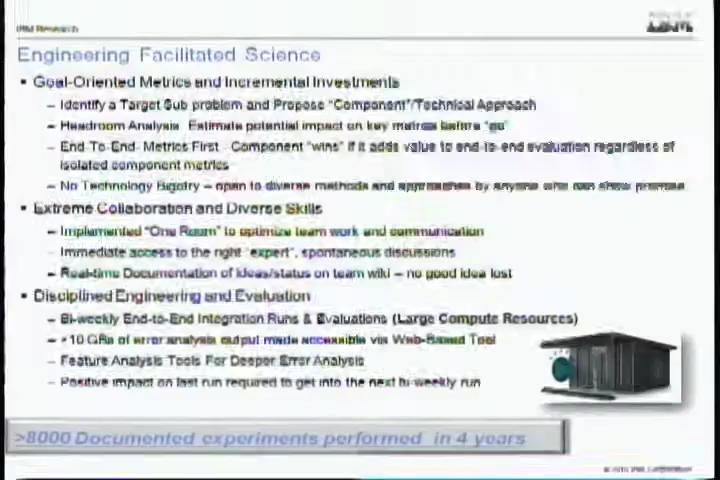 IBM Research
IBM
Engineering Facilitated Science
▪ Goal-Oriented Metrics and Incremental Investments
– Identify a Target Sub problem and Propose "Component"/Technical Approach
– Headroom Analysis Estimate potential impact on key metrics before "go"
– End-To-End- Metrics First - Component "wins" if it adds value to end-to-end evaluation regardless of
isolated component metrics
– No Technology Bigotry – open to diverse methods and approaches by anyone who can show promise
▪ Extreme Collaboration and Diverse Skills
– Implemented "One Room" to optimize team work and communication
– Immediate access to the right "expert", spontaneous discussions
– Real-time Documentation of ideas/status on team wiki – no good idea lost
▪ Disciplined Engineering and Evaluation
– Bi-weekly End-to-End Integration Runs & Evaluations (Large Compute Resources)
– 10 GBs of error analysis output made accessible via Web-Based Tool
– Feature Analysis Tools For Deeper Error Analysis
– Positive impact on last run required to get into the next bi-weekly run
>8000 Documented experiments performed in 4 years
IBM Corporation